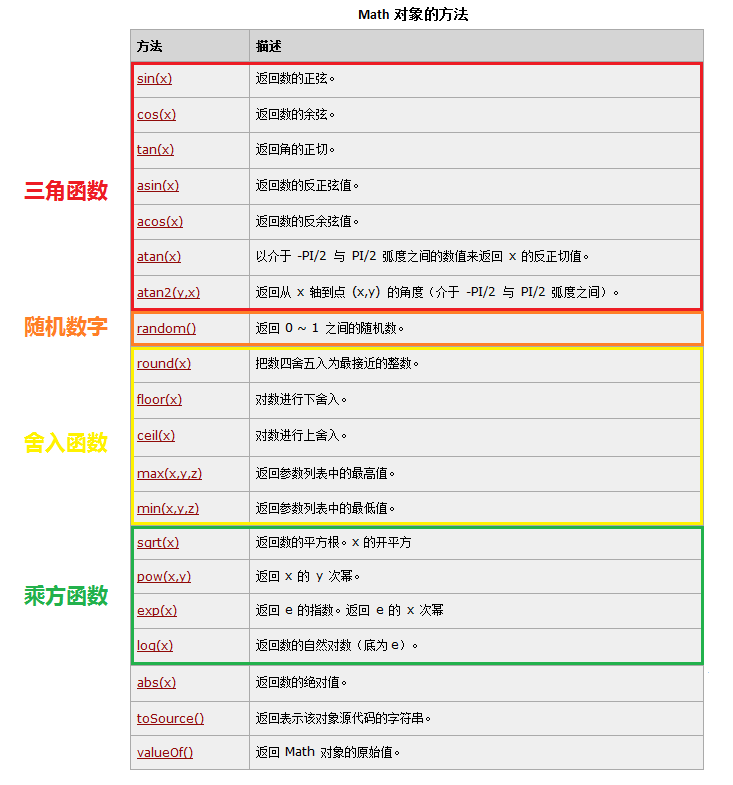 Math 对象的方法
方法 描述
sin(x) 返回数的正弦。
cos(x) 返回数的余弦。
tan(x) 返回角的正切。
三角函数
asin(x) 返回数的反正弦值。
acos(x) 返回数的反余弦值。
atan(x) 以介于 -PI/2 与 PI/2 弧度之间的数值来返回 x 的反正切值。
atan2(y,x) 返回从 x 轴到点 (x,y) 的角度（介于 -PI/2 与 PI/2 弧度之间）。
随机数字
random() 返回 0 ~ 1 之间的随机数。
round(x) 把数四舍五入为最接近的整数。
floor(x) 对数进行下舍入。
舍入函数
ceil(x) 对数进行上舍入。
max(x,y,z) 返回参数列表中的最高值。
min(x,y,z) 返回参数列表中的最低值。
sqrt(x) 返回数的平方根。x 的开平方
pow(x,y) 返回 x 的 y 次幂。
乘方函数
exp(x) 返回 e 的指数。返回 e 的 x 次幂
log(x) 返回数的自然对数（底为 e）。
abs(x) 返回数的绝对值。
toSource() 返回表示该对象源代码的字符串。
valueOf() 返回 Math 对象的原始值。